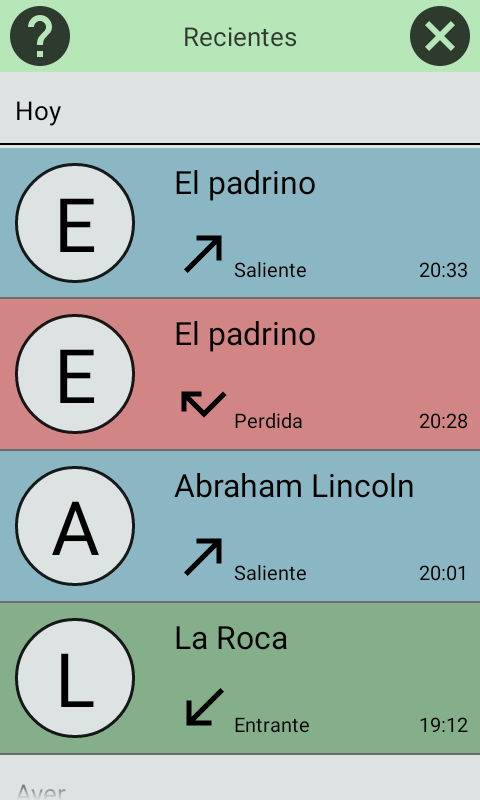 ?
Recientes
Hoy
E
El padrino
Saliente 20:33
E
El padrino
Perdida 20:28
A
Abraham Lincoln
Saliente 20:01
L
La Roca
Entrante 19:12
Ayer